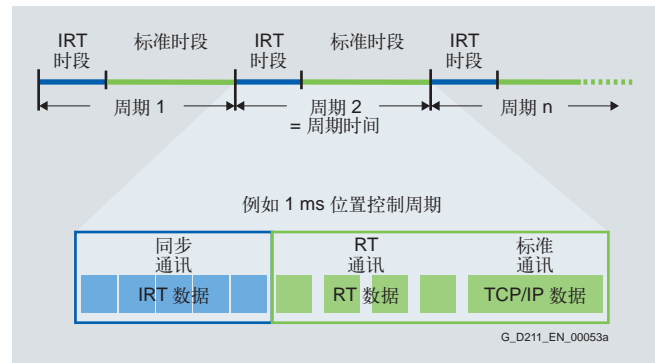 IRT
时段
标准时段
IRT
时段
标准时段
IRT
时段
周期 1
周期 2
= 周期时间
周期 n
例如 1 ms 位置控制周期
同步
通讯
RT
通讯
标准
通讯
IRT 数据
RT 数据
TCP/IP 数据
G_D211_EN_00053a